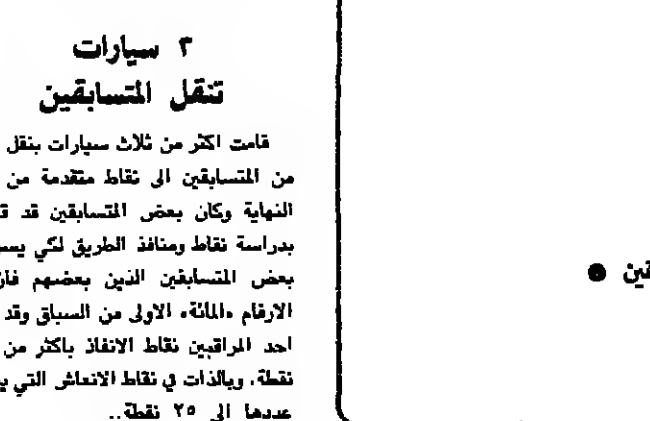 ٣ سيارات
تنقل المتسابقين
قامت اكثر من ثلاث سيارات بنقل
من المتسابقين الى نقاط متقدمة من
النهاية وكان بعض المتسابقين قد
بدراسة نقاط ومنافذ الطريق لكي
بعض المتسابقين الذين بعضهم
الارقام «المائة» الاولى من السباق وقد
احد المراقبين نقاط الانقاذ باكثر من
نقطة، وبالذات في نقاط الانعاش التي
عددها الى ٢٥ نقطة..